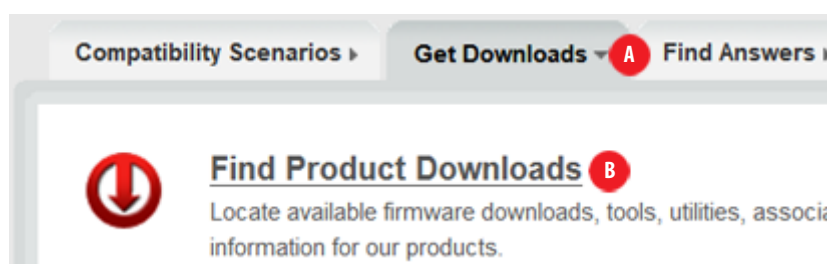 Compatibility Scenarios Get Downloads A Find Answers
Find Product Downloads B
Locate available firmware downloads, tools, utilities,
information for our products.